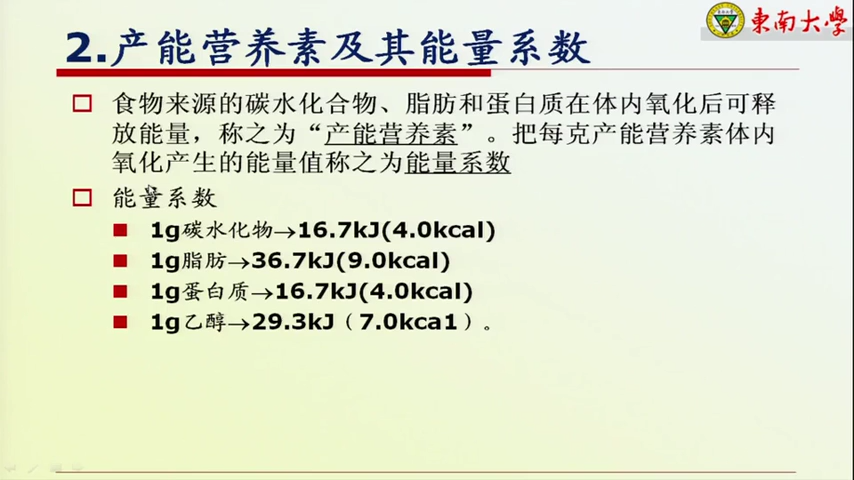 東南大學
2.产能营养素及其能量系数
食物来源的碳水化合物、脂肪和蛋白质在体内氧化后可释
放能量，称之为“产能营养素”。把每克产能营养素体内
氧化产生的能量值称之为能量系数
能量系数
1g碳水化物→16.7kJ(4.0kcal)
1g脂肪→36.7kJ(9.0kcal)
1g蛋白质→16.7kJ(4.0kcal)
1g乙醇→29.3kJ（7.0kca1）。